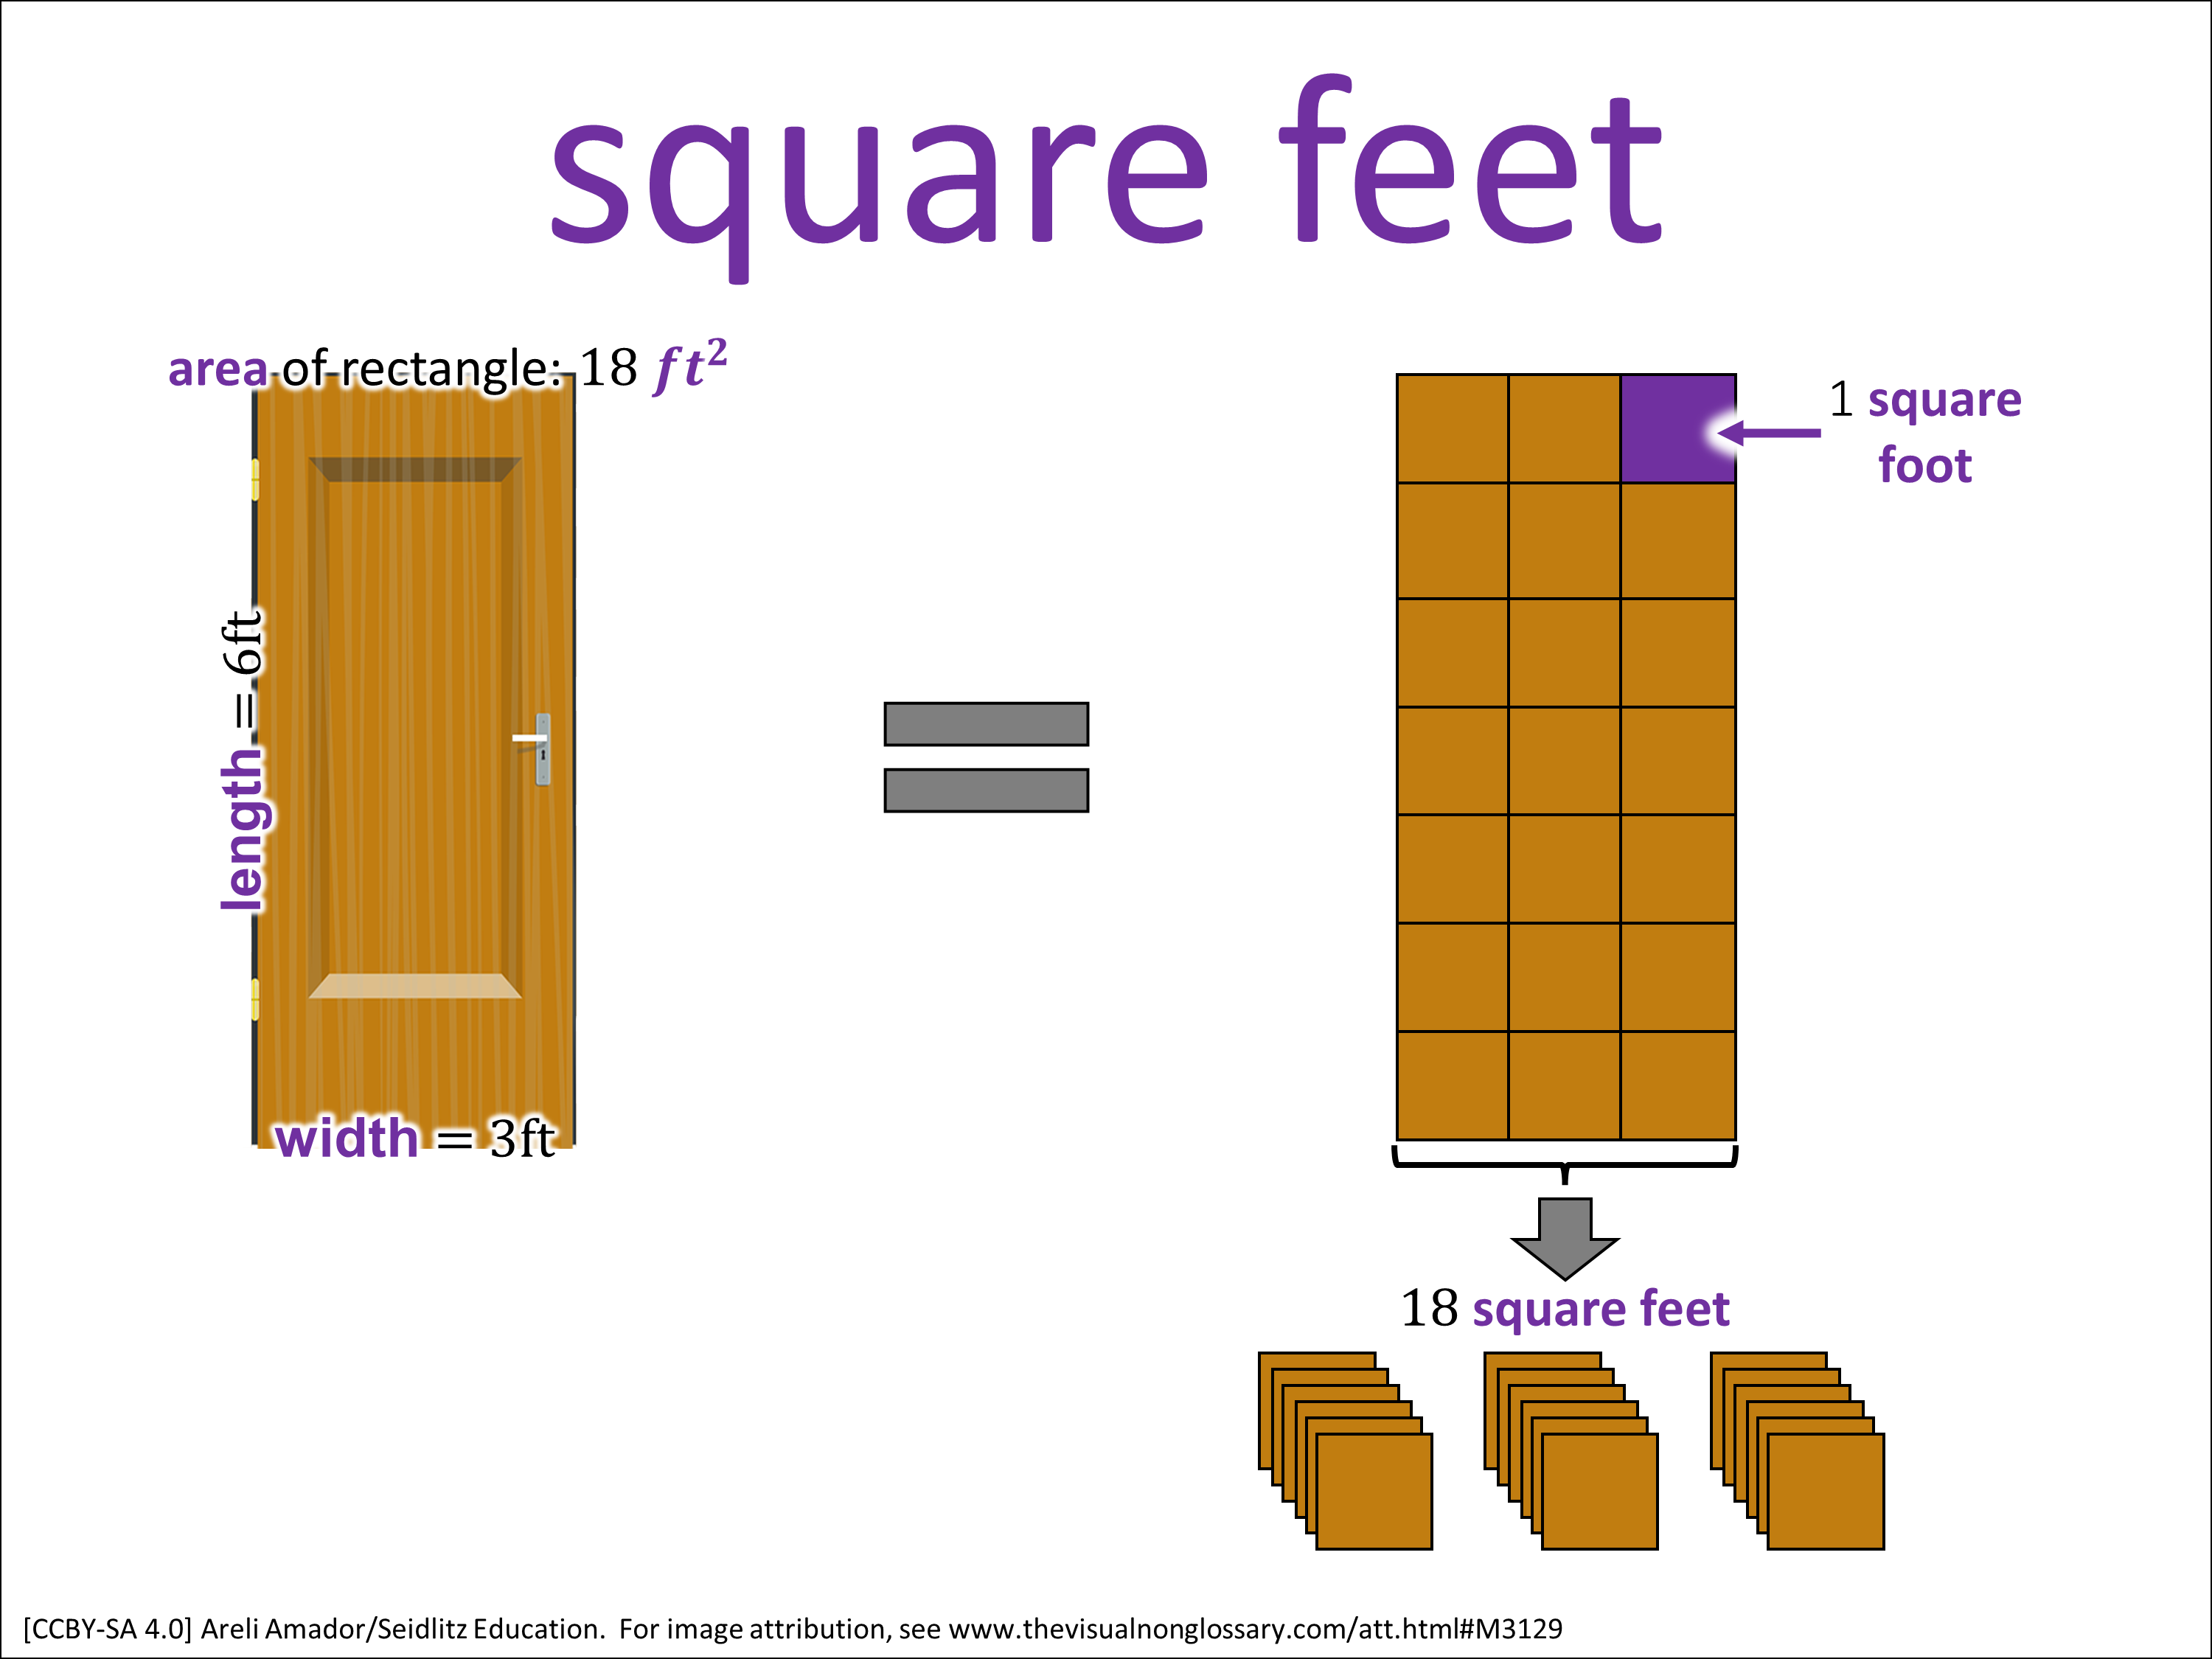 square feet
area of rectangle: 18 ft²
length = 6ft
width = 3ft
1 square
foot
18 square feet
[CCBY-SA 4.0] Areli Amador/Seidlitz Education.  For image attribution, see www.thevisualnonglossary.com/att.html#M3129